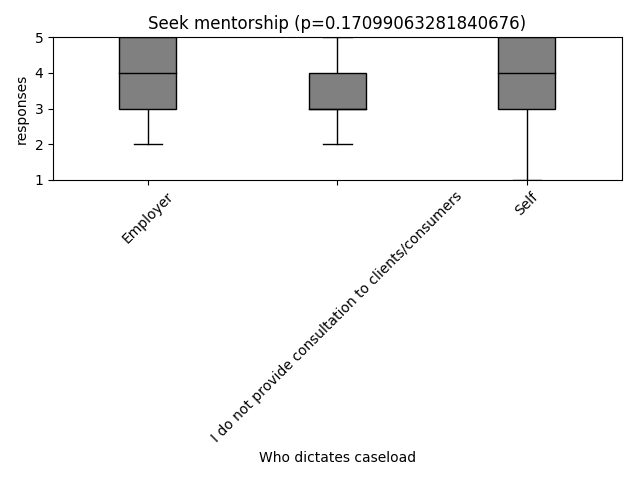 Seek mentorship (p=0.17099063281840676)
5
4
3
2
1
responses
Employer
I do not provide consultation to clients/consumers
Self
Who dictates caseload